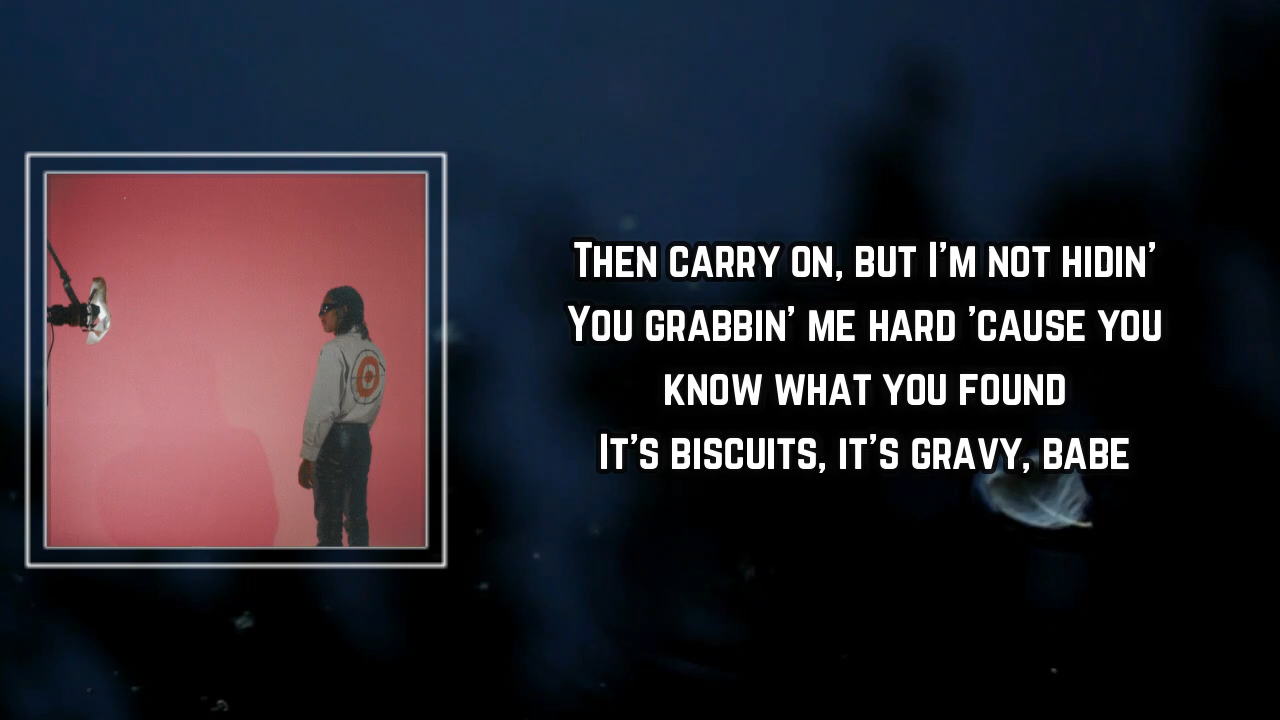 Then carry on, but I'm not hidin'
You grabbin' me hard 'cause you
know what you found
It's biscuits, it's gravy, babe